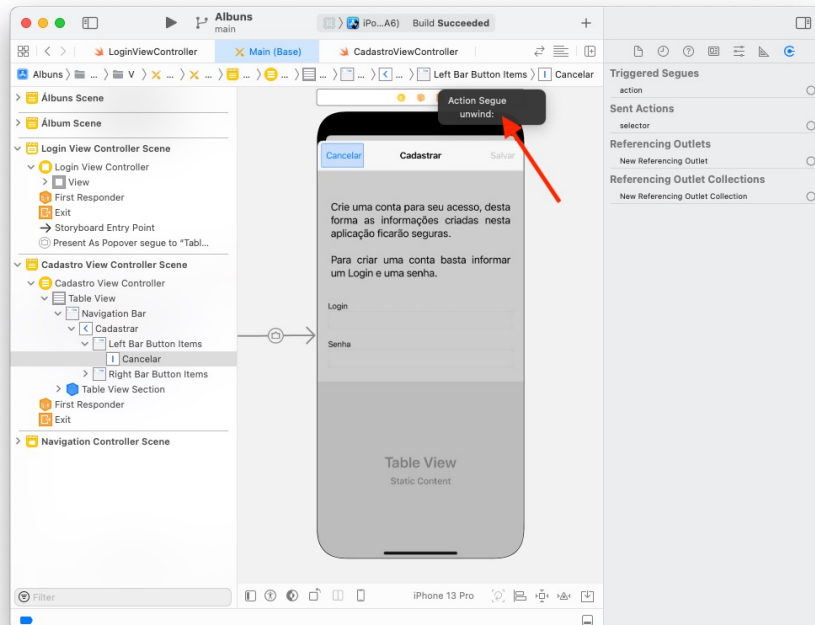 Albuns
main
iPo...A6)
Build Succeeded
LoginViewController
Main (Base)
CadastroViewController
Albuns
...
V
...
...
...
...
...
...
...
Left Bar Button Items
Cancelar
Álbuns Scene
Álbum Scene
Login View Controller Scene
Login View Controller
View
First Responder
Exit
Storyboard Entry Point
Present As Popover segue to “Tabl...
Cadastro View Controller Scene
Cadastro View Controller
Table View
Navigation Bar
Cadastrar
Left Bar Button Items
Cancelar
Right Bar Button Items
Table View Section
First Responder
Exit
Navigation Controller Scene
Filter
Action Segue
unwind:
Cancelar
Cadastrar
Salvar
Crie uma conta para seu acesso, desta
forma as informações criadas nesta
aplicação ficarão seguras.
Para criar uma conta basta informar
um Login e uma senha.
Login
Senha
Table View
Static Content
iPhone 13 Pro
Triggered Segues
action
Sent Actions
selector
Referencing Outlets
New Referencing Outlet
Referencing Outlet Collections
New Referencing Outlet Collection